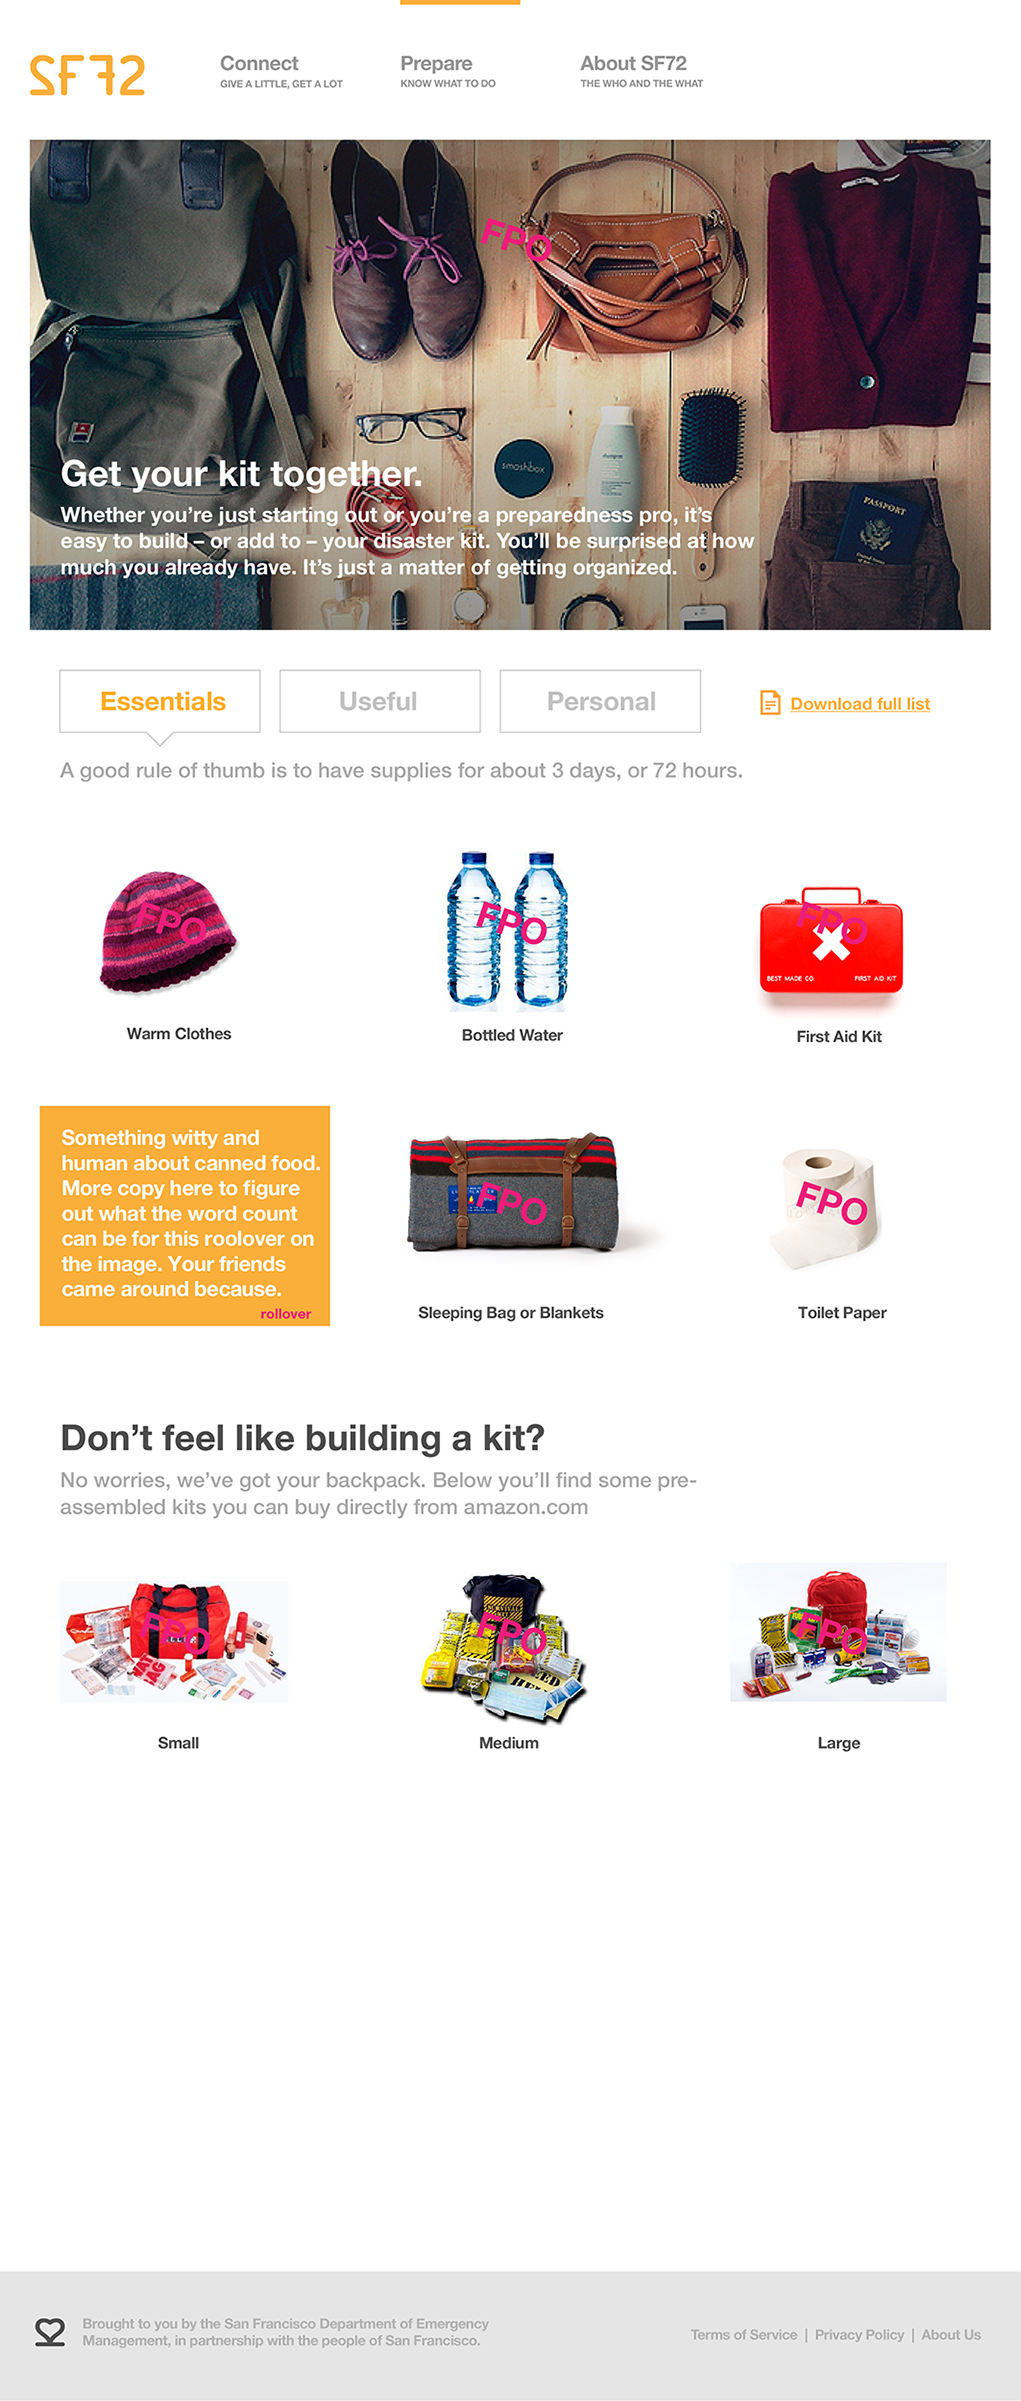 SF72
Connect
GIVE A LITTLE, GET A LOT
Prepare
KNOW WHAT TO DO
About SF72
THE WHO AND THE WHAT
FPO
smashbox
shampoo
PASSPORT
Get your kit together.
Whether you’re just starting out or you’re a preparedness pro, it’s
easy to build – or add to – your disaster kit. You’ll be surprised at how
much you already have. It’s just a matter of getting organized.
Essentials
Useful
Personal
Download full list
A good rule of thumb is to have supplies for about 3 days, or 72 hours.
FPO
FPO
FPO
BEST MADE CO.
FIRST AID KIT
Warm Clothes
Bottled Water
First Aid Kit
Something witty and
human about canned food.
More copy here to figure
out what the word count
can be for this roolover on
the image. Your friends
came around because.
rollover
FPO
FPO
Sleeping Bag or Blankets
Toilet Paper
Don’t feel like building a kit?
No worries, we’ve got your backpack. Below you’ll find some pre-
assembled kits you can buy directly from amazon.com
FPO
FPO
FPO
Small
Medium
Large
Brought to you by the San Francisco Department of Emergency
Management, in partnership with the people of San Francisco.
Terms of Service | Privacy Policy | About Us